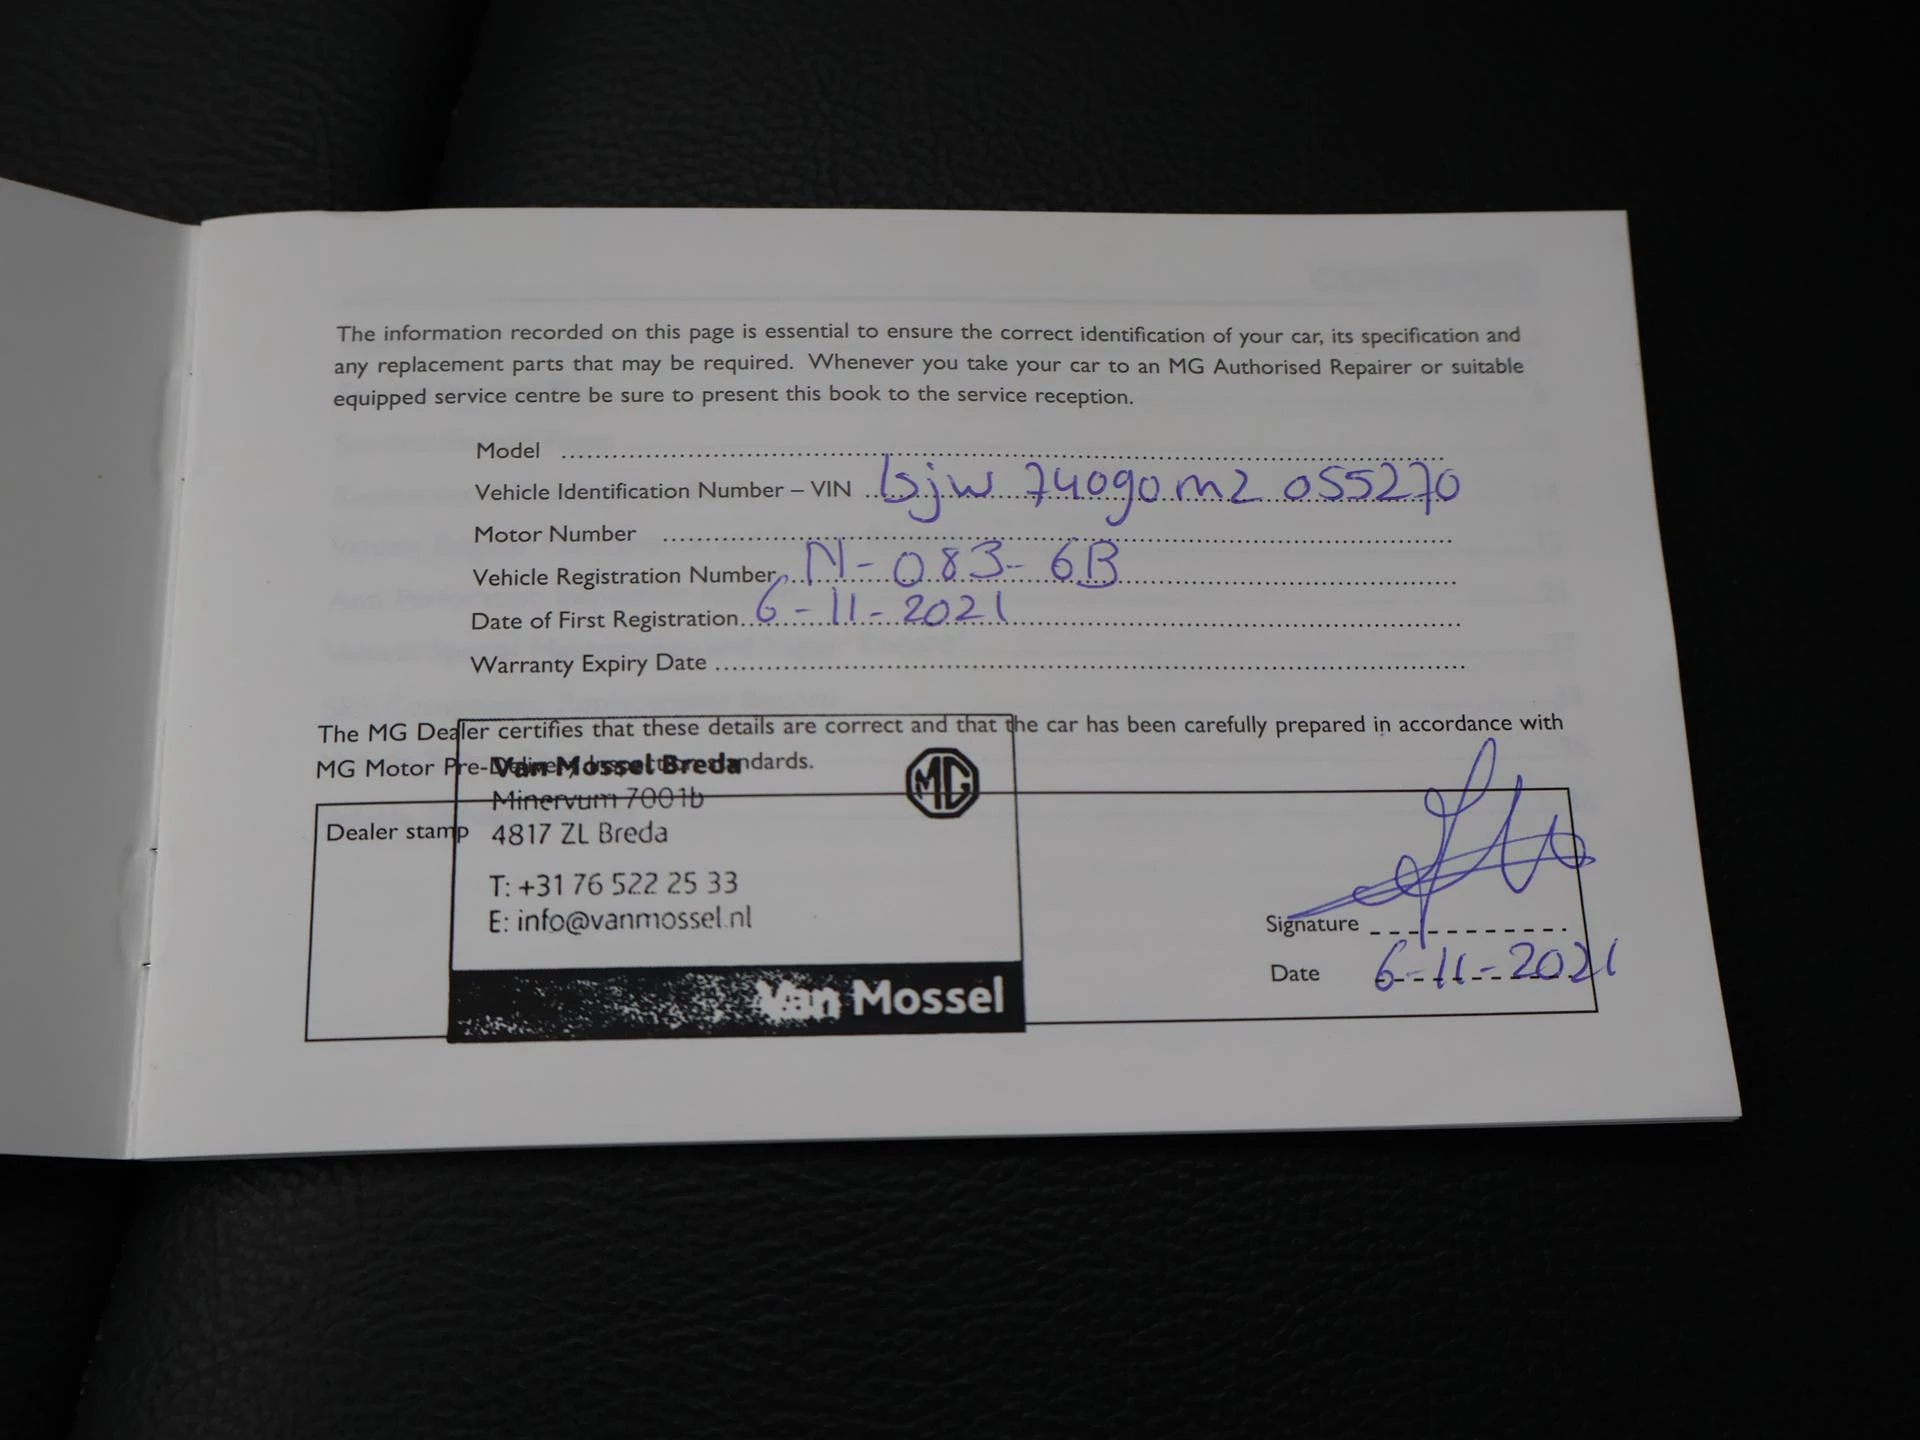 The information recorded on this page is essential to ensure the correct identification of your car, its specification and
any replacement parts that may be required. Whenever you take your car to an MG Authorised Repairer or suitable
equipped service centre be sure to present this book to the service reception.
Model ..........
Vehicle Identification Number – VIN lsjw 74090m2 055270
Motor Number ..........
Vehicle Registration Number N-083-6B
Date of First Registration 6-11-2021
Warranty Expiry Date ..........
The MG Dealer certifies that these details are correct and that the car has been carefully prepared in accordance with
MG Motor Pre-Delivery Inspection standards.
Dealer stamp
Van Mossel Breda
MG
Minervum 7001b
4817 ZL Breda
T: +31 76 522 25 33
E: info@vanmossel.nl
Van Mossel
Signature
Date 6-11-2021